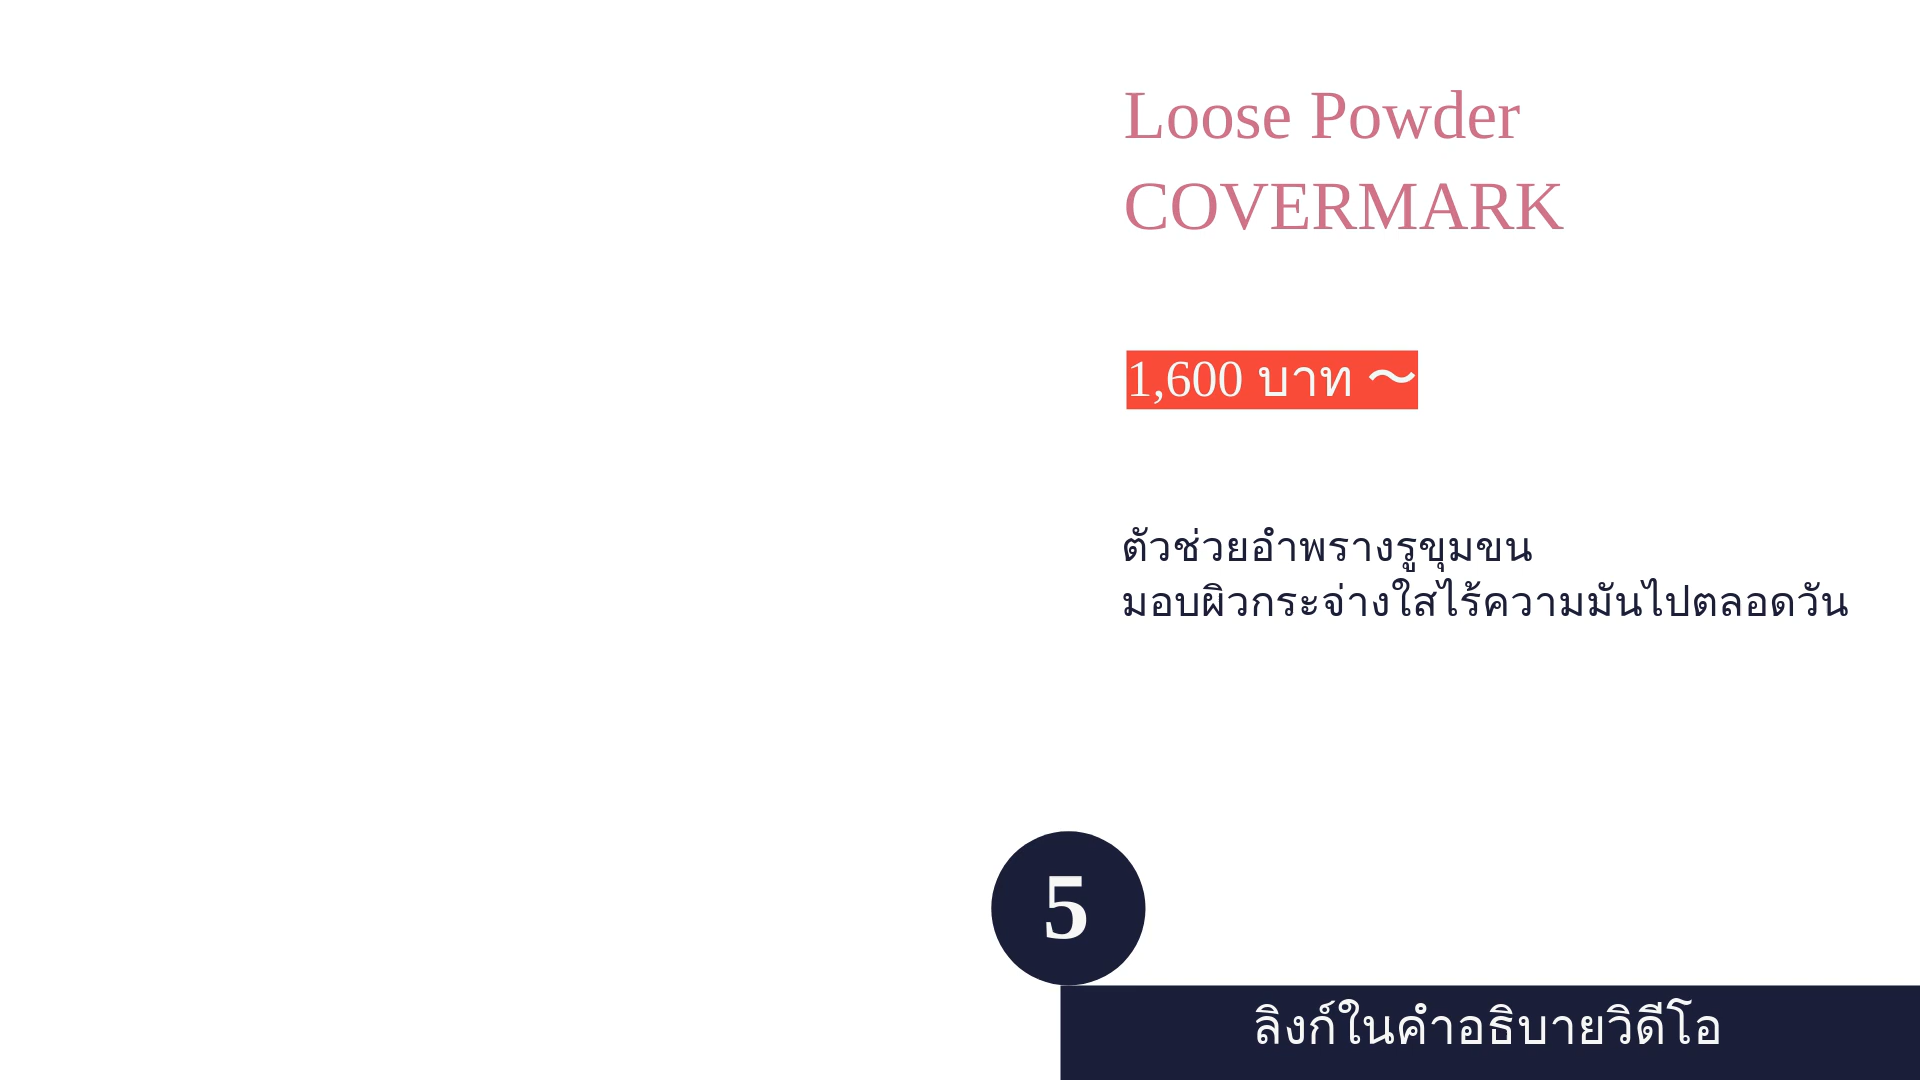 Loose Powder
COVERMARK
1,600 บาท ～
ตัวช่วยอำพรางรูขุมขน
มอบผิวกระจ่างใสไร้ความมันไปตลอดวัน
5
ลิงก์ในคำอธิบายวิดีโอ